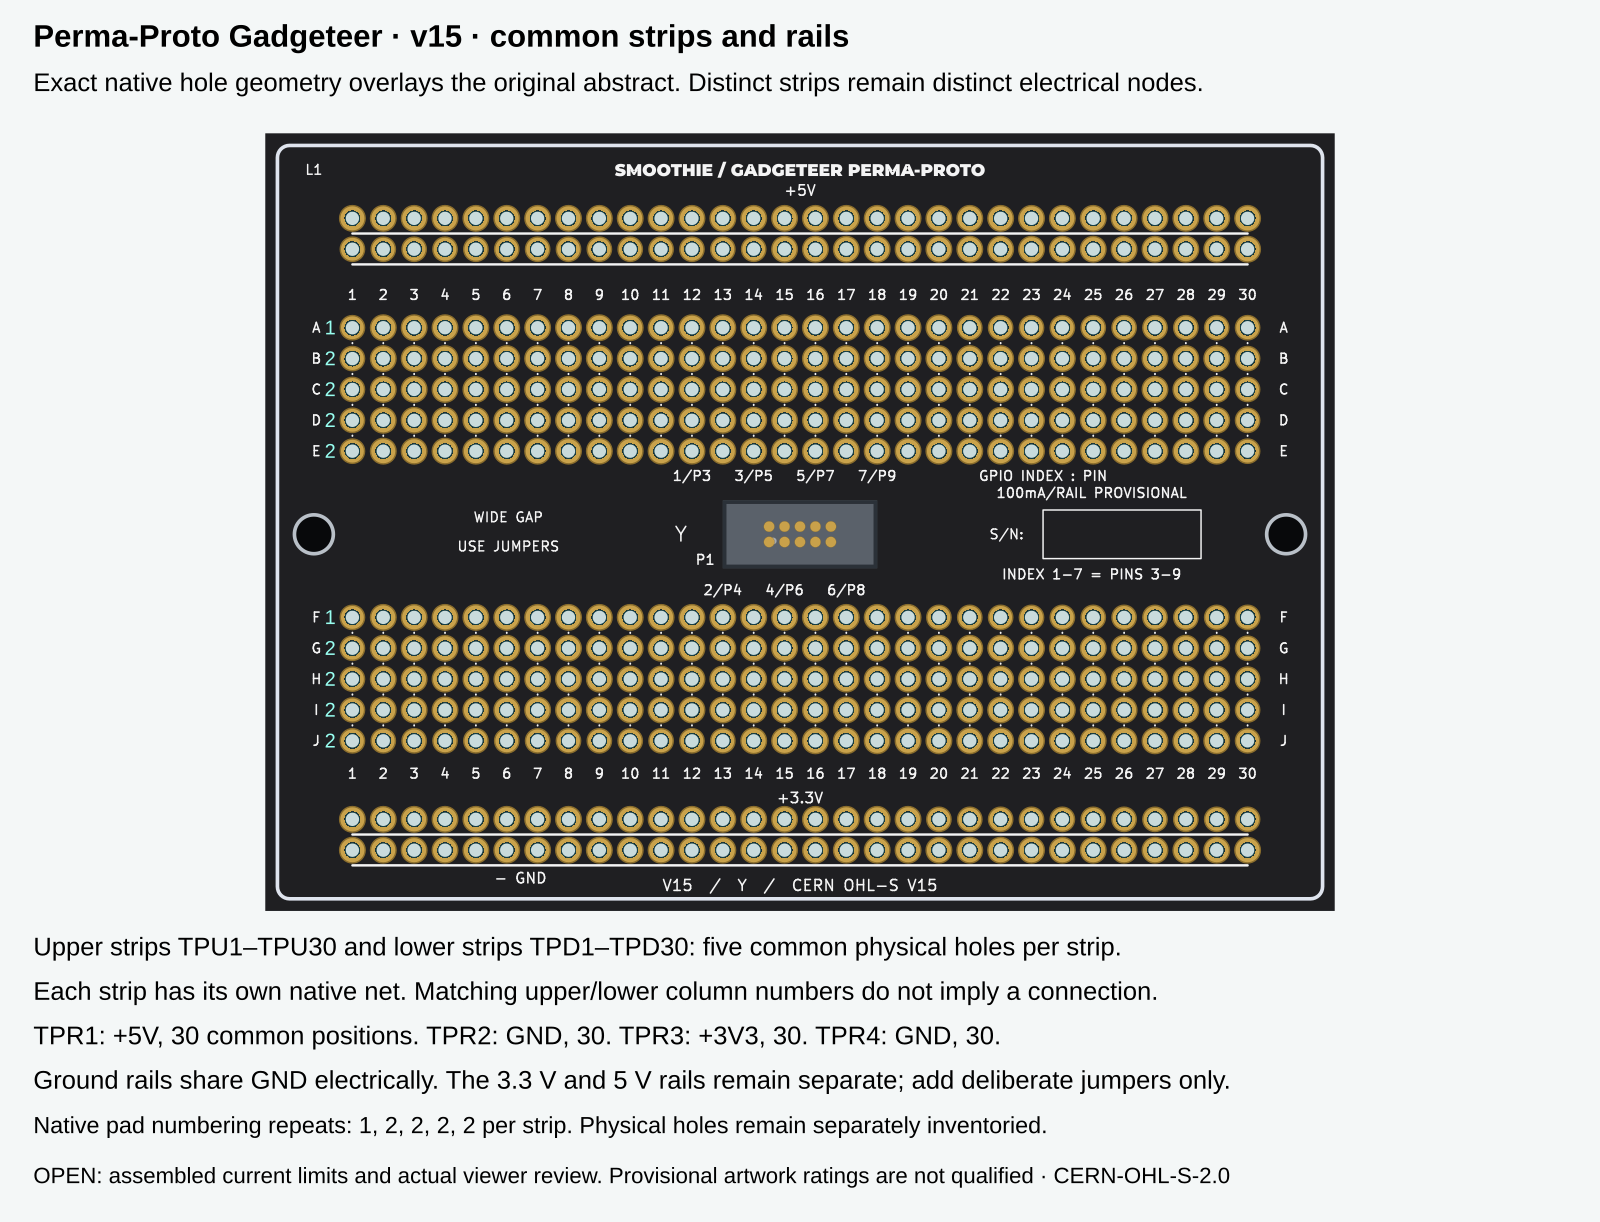 Perma-Proto Gadgeteer · v15 · common strips and rails
Exact native hole geometry overlays the original abstract. Distinct strips remain distinct electrical nodes.
L1
SMOOTHIE / GADGETEER PERMA-PROTO
+5V
1 2 3 4 5 6 7 8 9 10 11 12 13 14 15 16 17 18 19 20 21 22 23 24 25 26 27 28 29 30
A 1 A
B 2 B
C 2 C
D 2 D
E 2 E
1/P3 3/P5 5/P7 7/P9 GPIO INDEX : PIN
100mA/RAIL PROVISIONAL
WIDE GAP
USE JUMPERS
Y
P1
S/N:
INDEX 1-7 = PINS 3-9
2/P4 4/P6 6/P8
F 1 F
G 2 G
H 2 H
I 2 I
J 2 J
1 2 3 4 5 6 7 8 9 10 11 12 13 14 15 16 17 18 19 20 21 22 23 24 25 26 27 28 29 30
+3.3V
- GND
V15 / Y / CERN OHL-S V15
Upper strips TPU1–TPU30 and lower strips TPD1–TPD30: five common physical holes per strip.
Each strip has its own native net. Matching upper/lower column numbers do not imply a connection.
TPR1: +5V, 30 common positions. TPR2: GND, 30. TPR3: +3V3, 30. TPR4: GND, 30.
Ground rails share GND electrically. The 3.3 V and 5 V rails remain separate; add deliberate jumpers only.
Native pad numbering repeats: 1, 2, 2, 2, 2 per strip. Physical holes remain separately inventoried.
OPEN: assembled current limits and actual viewer review. Provisional artwork ratings are not qualified · CERN-OHL-S-2.0